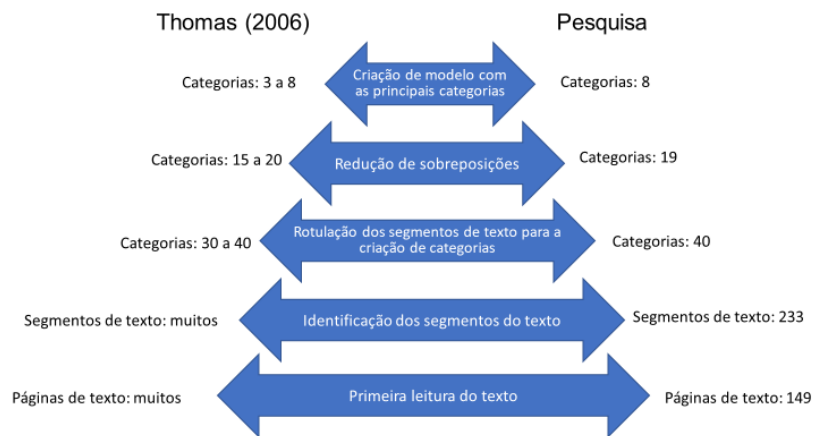 Thomas (2006)
Pesquisa
Categorias: 3 a 8
Criação de modelo com
as principais categorias
Categorias: 8
Categorias: 15 a 20
Redução de sobreposições
Categorias: 19
Categorias: 30 a 40
Rotulação dos segmentos de texto para a
criação de categorias
Categorias: 40
Segmentos de texto: muitos
Identificação dos segmentos do texto
Segmentos de texto: 233
Páginas de texto: muitos
Primeira leitura do texto
Páginas de texto: 149